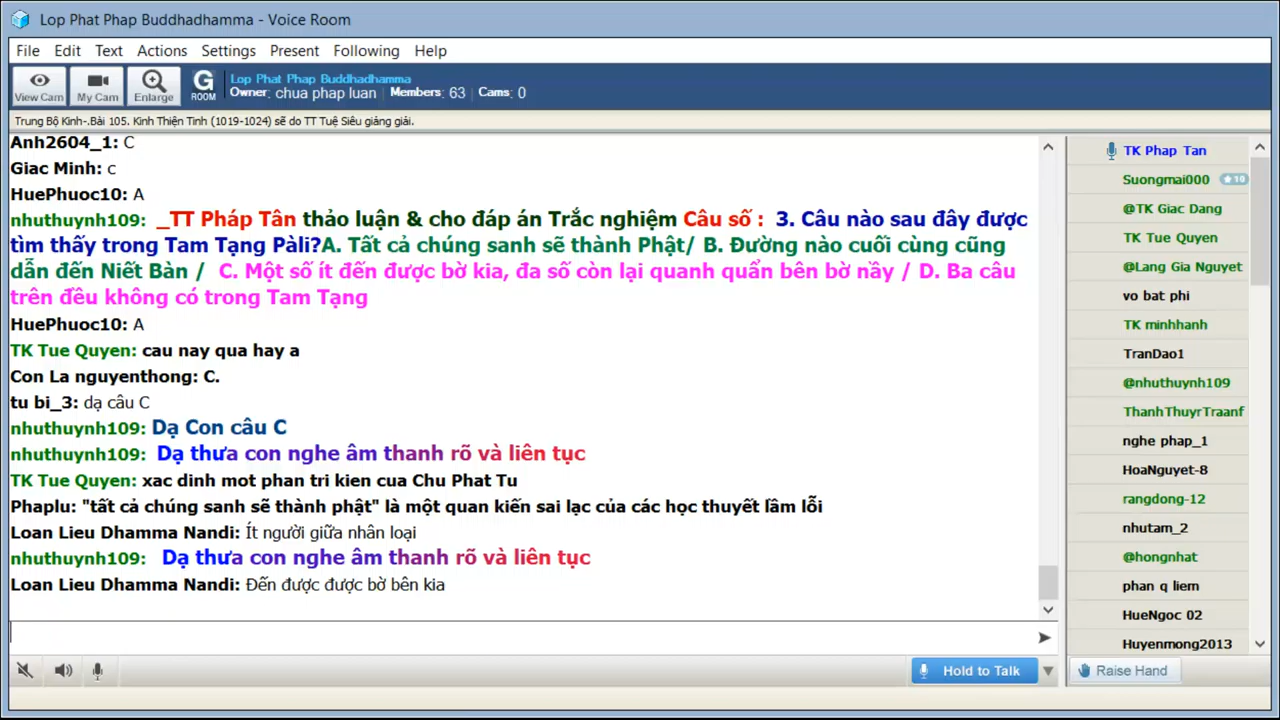 Lop Phat Phap Buddhadhamma - Voice Room
File Edit Text Actions Settings Present Following Help
View Cam My Cam Enlarge G ROOM Lop Phat Phap Buddhadhamma
Owner: chua phap luan | Members: 63 | Cams: 0
Trung Bộ Kinh-.Bài 105. Kinh Thiện Tinh (1019-1024) sẽ do TT Tuệ Siêu giảng giải.
Anh2604_1: C
Giac Minh: c
HuePhuoc10: A
nhuthuynh109: _TT Pháp Tân thảo luận & cho đáp án Trắc nghiệm Câu số : 3. Câu nào sau đây được
tìm thấy trong Tam Tạng Pàli?A. Tất cả chúng sanh sẽ thành Phật/ B. Đường nào cuối cùng cũng
dẫn đến Niết Bàn / C. Một số ít đến được bờ kia, đa số còn lại quanh quẩn bên bờ nầy / D. Ba câu
trên đều không có trong Tam Tạng
HuePhuoc10: A
TK Tue Quyen: cau nay qua hay a
Con La nguyenthong: C.
tu bi_3: dạ câu C
nhuthuynh109: Dạ Con câu C
nhuthuynh109: Dạ thưa con nghe âm thanh rõ và liên tục
TK Tue Quyen: xac dinh mot phan tri kien cua Chu Phat Tu
Phaplu: "tất cả chúng sanh sẽ thành phật" là một quan kiến sai lạc của các học thuyết lầm lỗi
Loan Lieu Dhamma Nandi: Ít người giữa nhân loại
nhuthuynh109: Dạ thưa con nghe âm thanh rõ và liên tục
Loan Lieu Dhamma Nandi: Đến được được bờ bên kia
TK Phap Tan
Suongmai000 ★10
@TK Giac Dang
TK Tue Quyen
@Lang Gia Nguyet
vo bat phi
TK minhhanh
TranDao1
@nhuthuynh109
ThanhThuyrTraanf
nghe phap_1
HoaNguyet-8
rangdong-12
nhutam_2
@hongnhat
phan q liem
HueNgoc 02
Huyenmong2013
Hold to Talk
Raise Hand